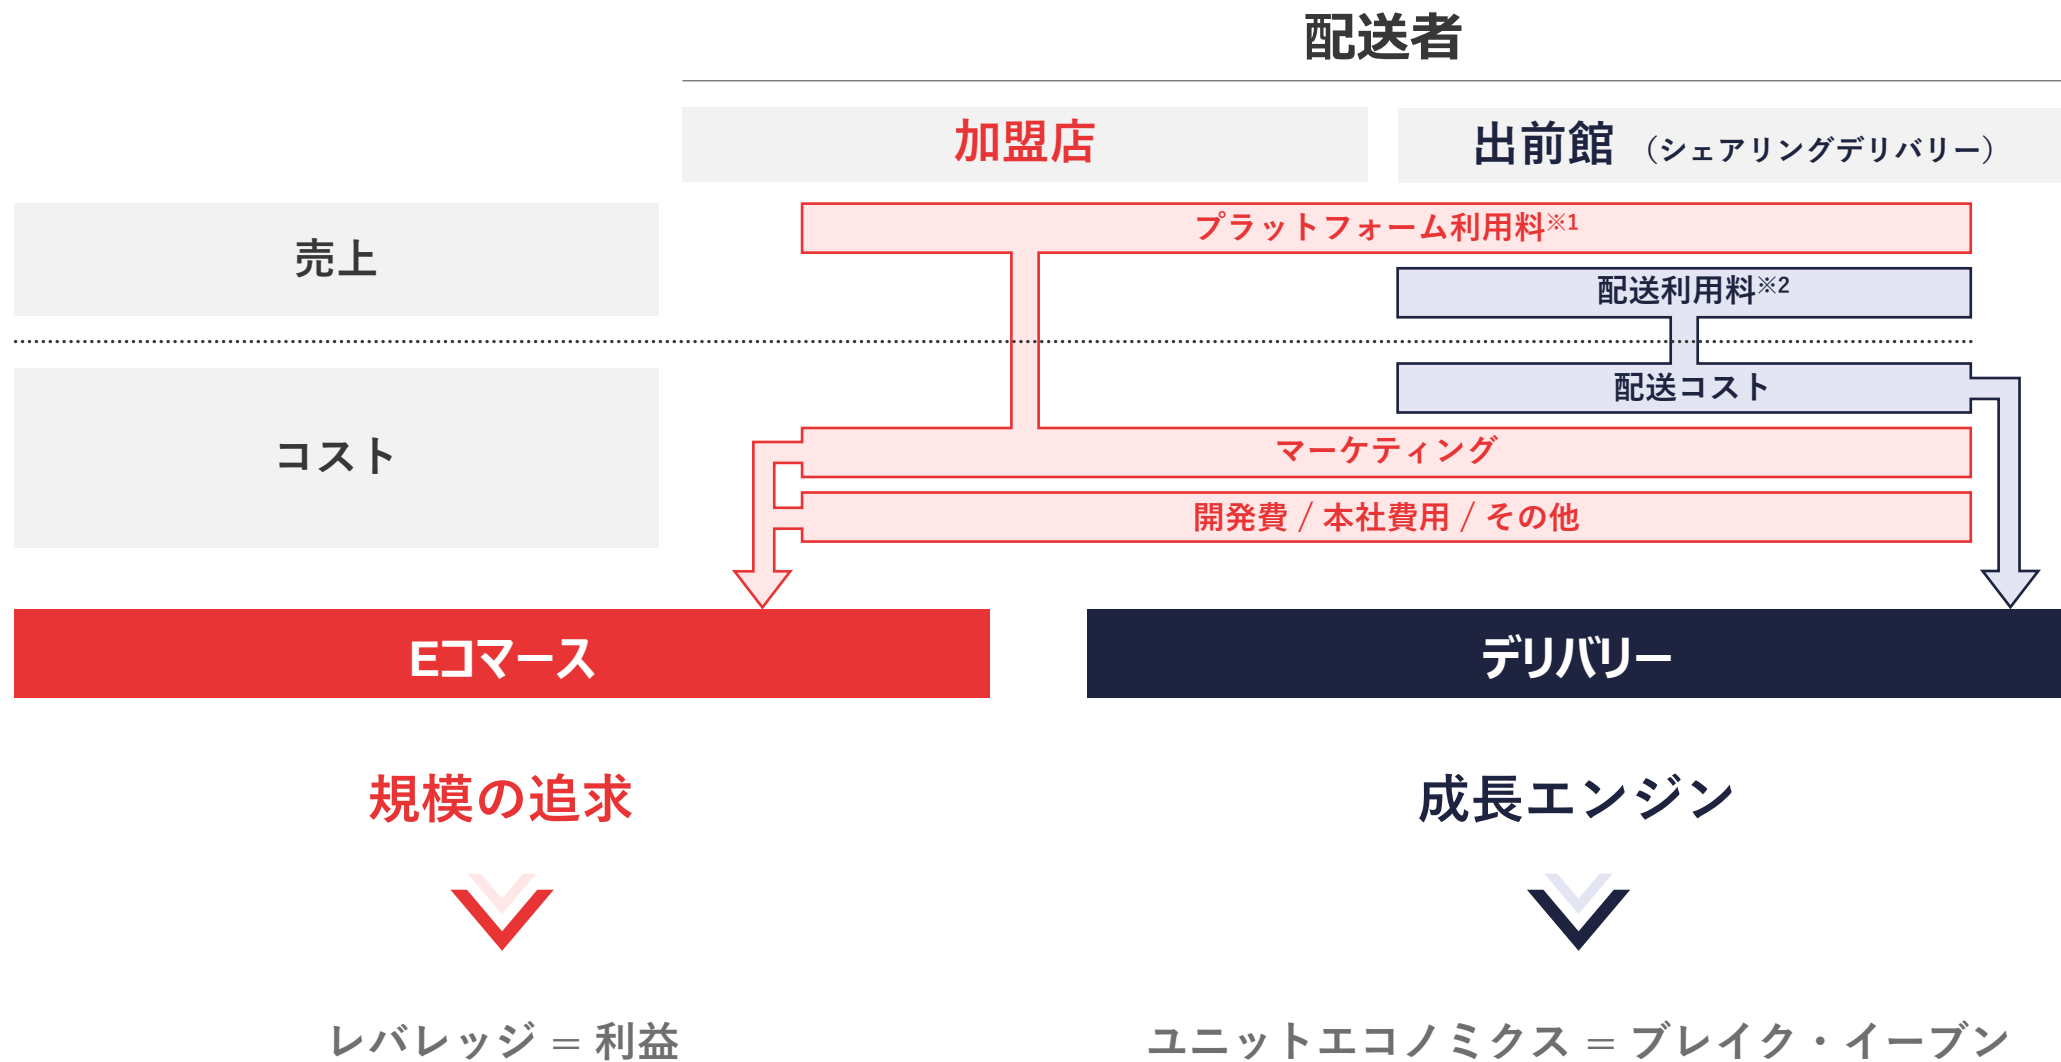 配送者
加盟店
出前館 （シェアリングデリバリー）
売上
プラットフォーム利用料※1
配送利用料※2
コスト
配送コスト
マーケティング
開発費 / 本社費用 / その他
Eコマース
デリバリー
規模の追求
成長エンジン
レバレッジ = 利益
ユニットエコノミクス = ブレイク・イーブン